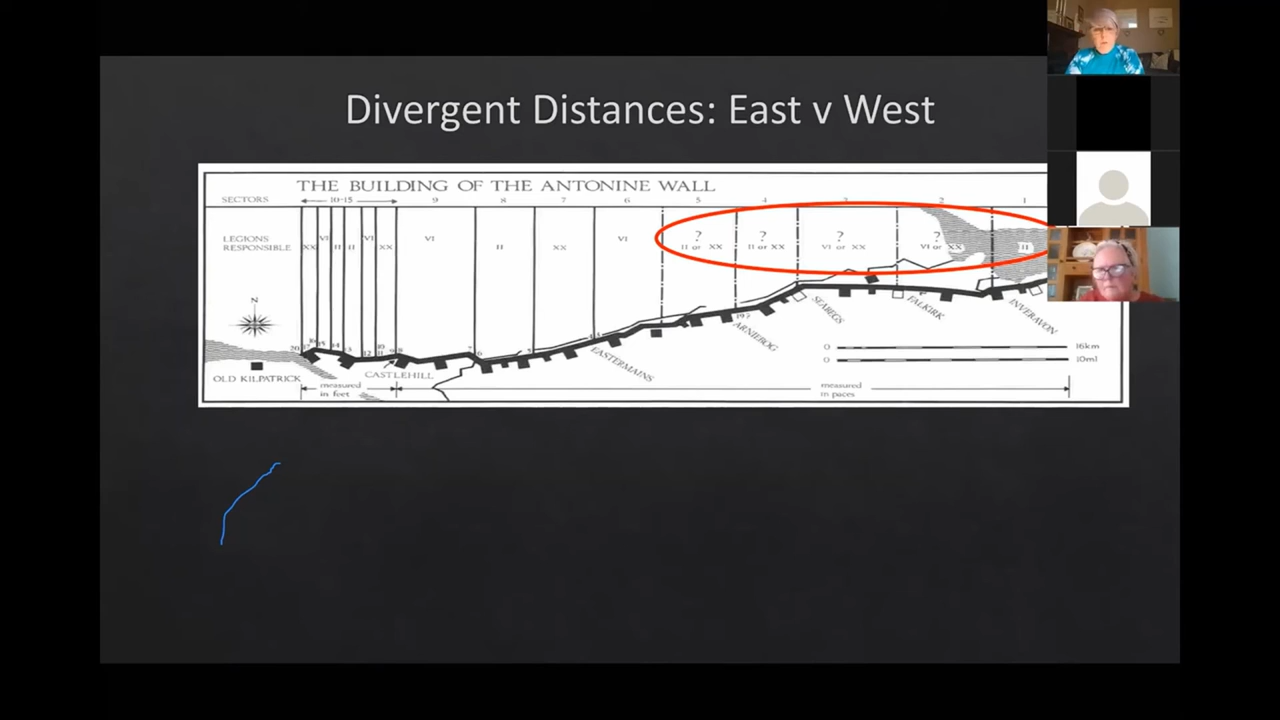 Divergent Distances: East v West
THE BUILDING OF THE ANTONINE WALL
SECTORS 10-15 9 8 7 6 5 4 3 2 1
? ? ? ?
LEGIONS VI VI VI II XX VI
RESPONSIBLE XX II II XX II or XX II or XX VI or XX VI or XX II
N
SEABEGS FALKIRK INVERAVON
ARNIEBOG
EASTERMAINS
0 16km
0 10ml
OLD KILPATRICK CASTLEHILL
measured in feet
measured in paces